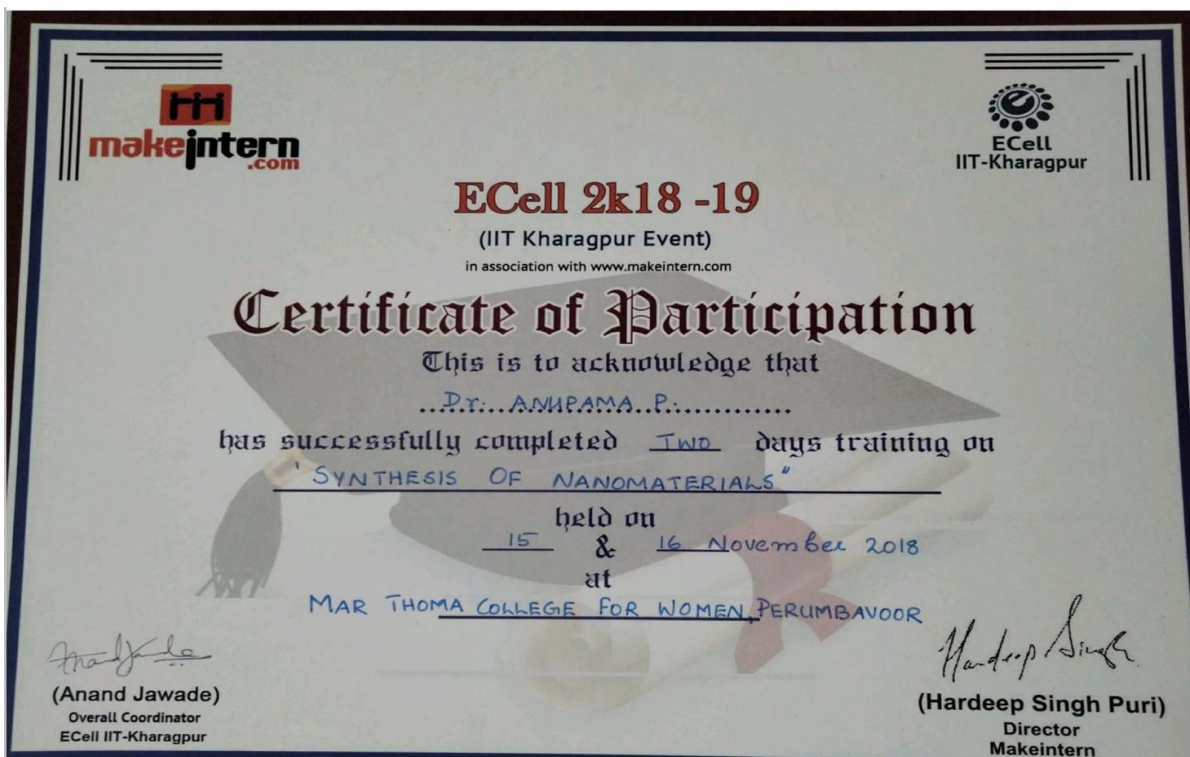 makeintern
.com
ECell
IIT-Kharagpur
ECell 2k18 -19
(IIT Kharagpur Event)
in association with www.makeintern.com
Certificate of Participation
This is to acknowledge that
Dr. ANUPAMA P.
has successfully completed TWO days training on
'SYNTHESIS OF NANOMATERIALS"
held on
15 & 16 November 2018
at
MAR THOMA COLLEGE FOR WOMEN, PERUMBAVOOR
Hardeep Singh
(Anand Jawade)
Overall Coordinator
ECell IIT-Kharagpur
(Hardeep Singh Puri)
Director
Makeintern